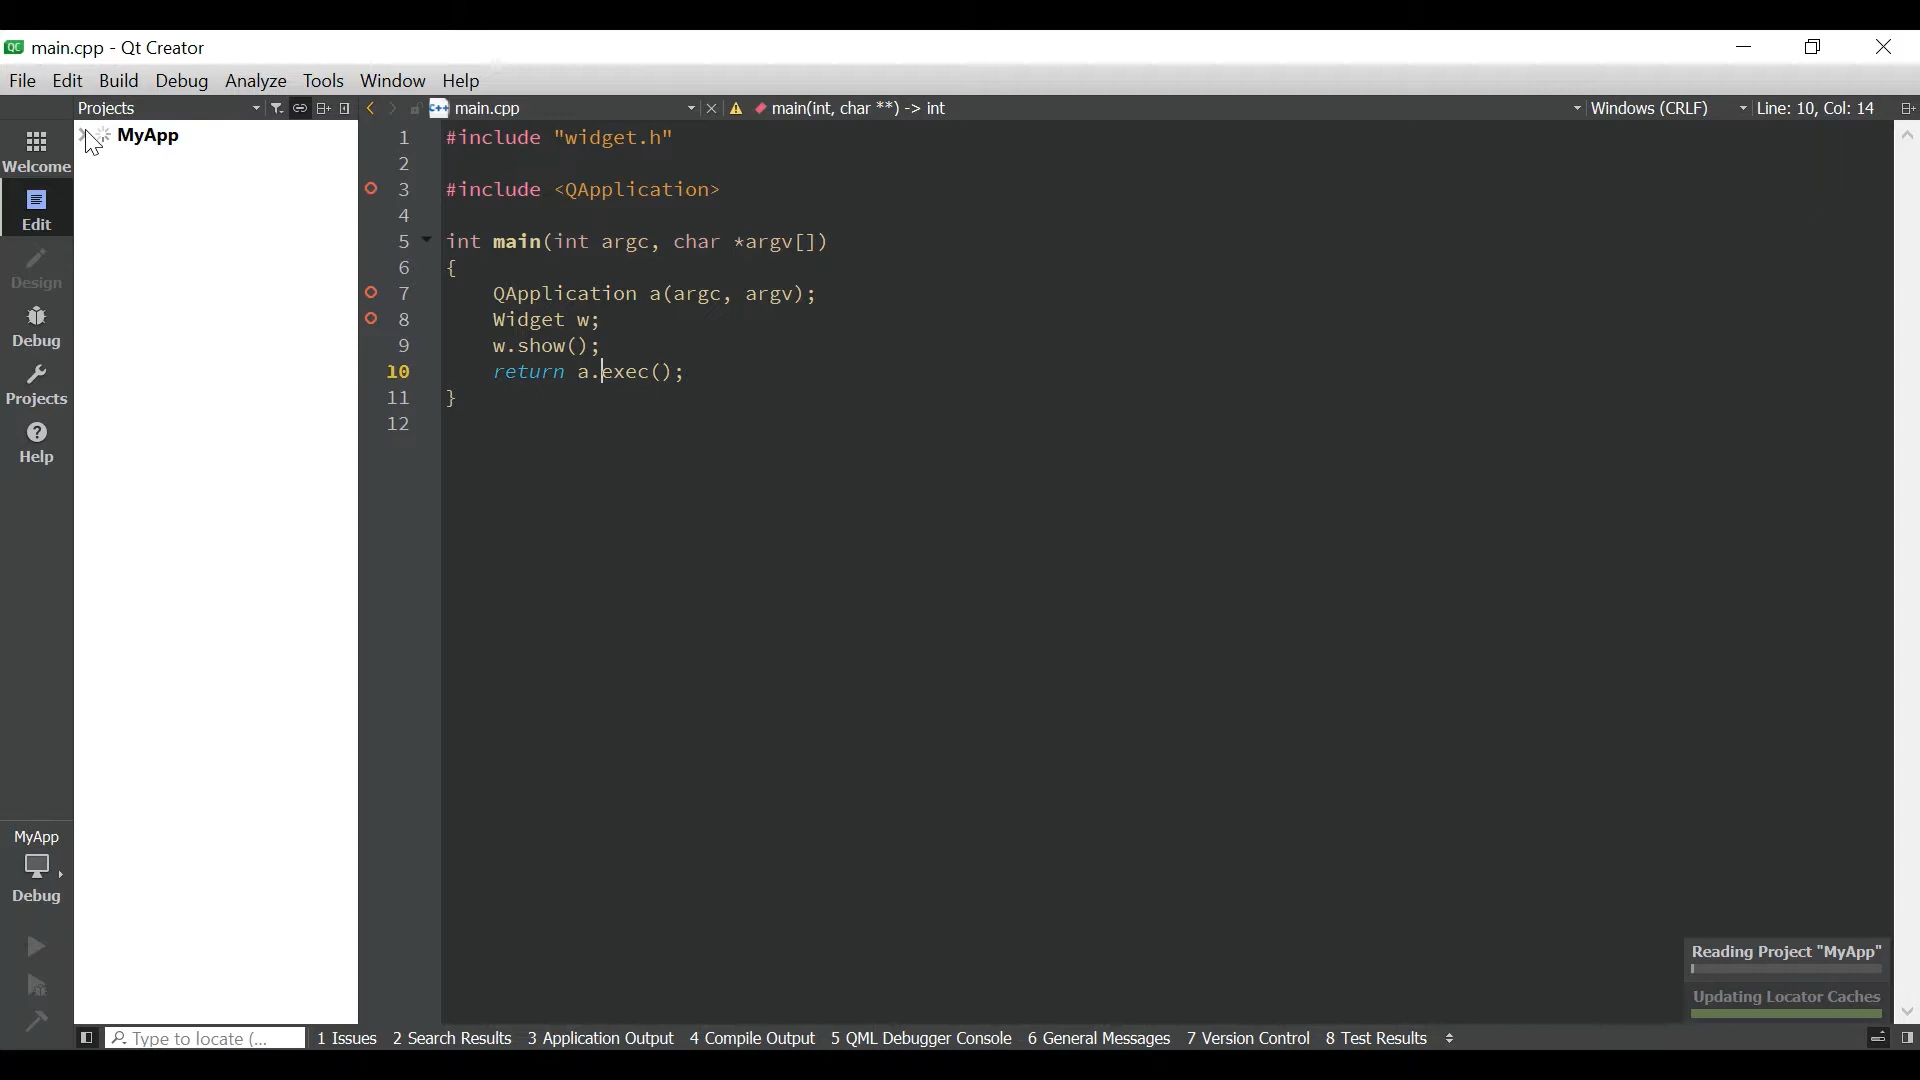 main.cpp - Qt Creator
File Edit Build Debug Analyze Tools Window Help
Projects main.cpp main(int, char **) -> int Windows (CRLF) Line: 10, Col: 14
MyApp
Welcome
Edit
Design
Debug
Projects
Help
1 #include "widget.h"
2
3 #include <QApplication>
4
5 int main(int argc, char *argv[])
6 {
7 QApplication a(argc, argv);
8 Widget w;
9 w.show();
10 return a.exec();
11 }
12
MyApp
Debug
Reading Project "MyApp"
Updating Locator Caches
Type to locate (... 1 Issues 2 Search Results 3 Application Output 4 Compile Output 5 QML Debugger Console 6 General Messages 7 Version Control 8 Test Results